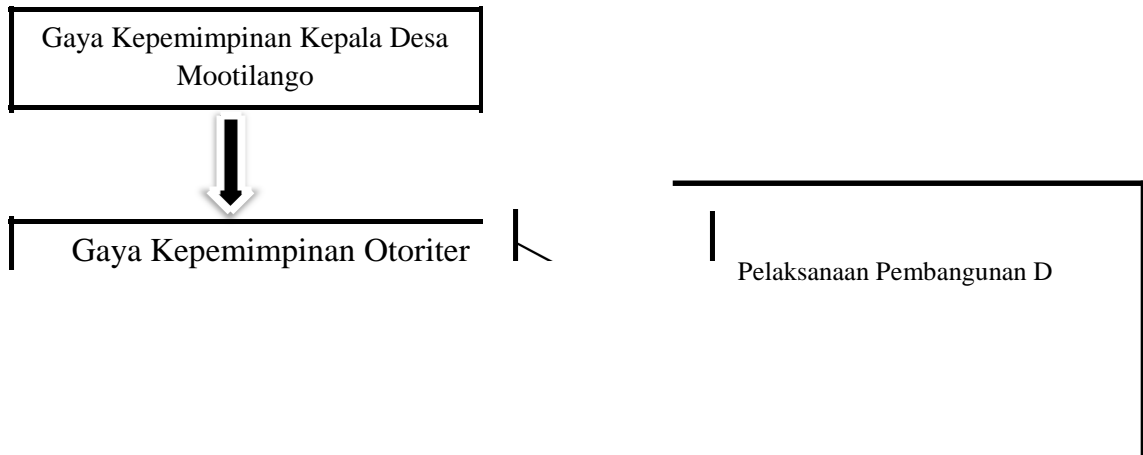 Gaya Kepemimpinan Kepala Desa
Mootilango
Gaya Kepemimpinan Otoriter
Pelaksanaan Pembangunan D